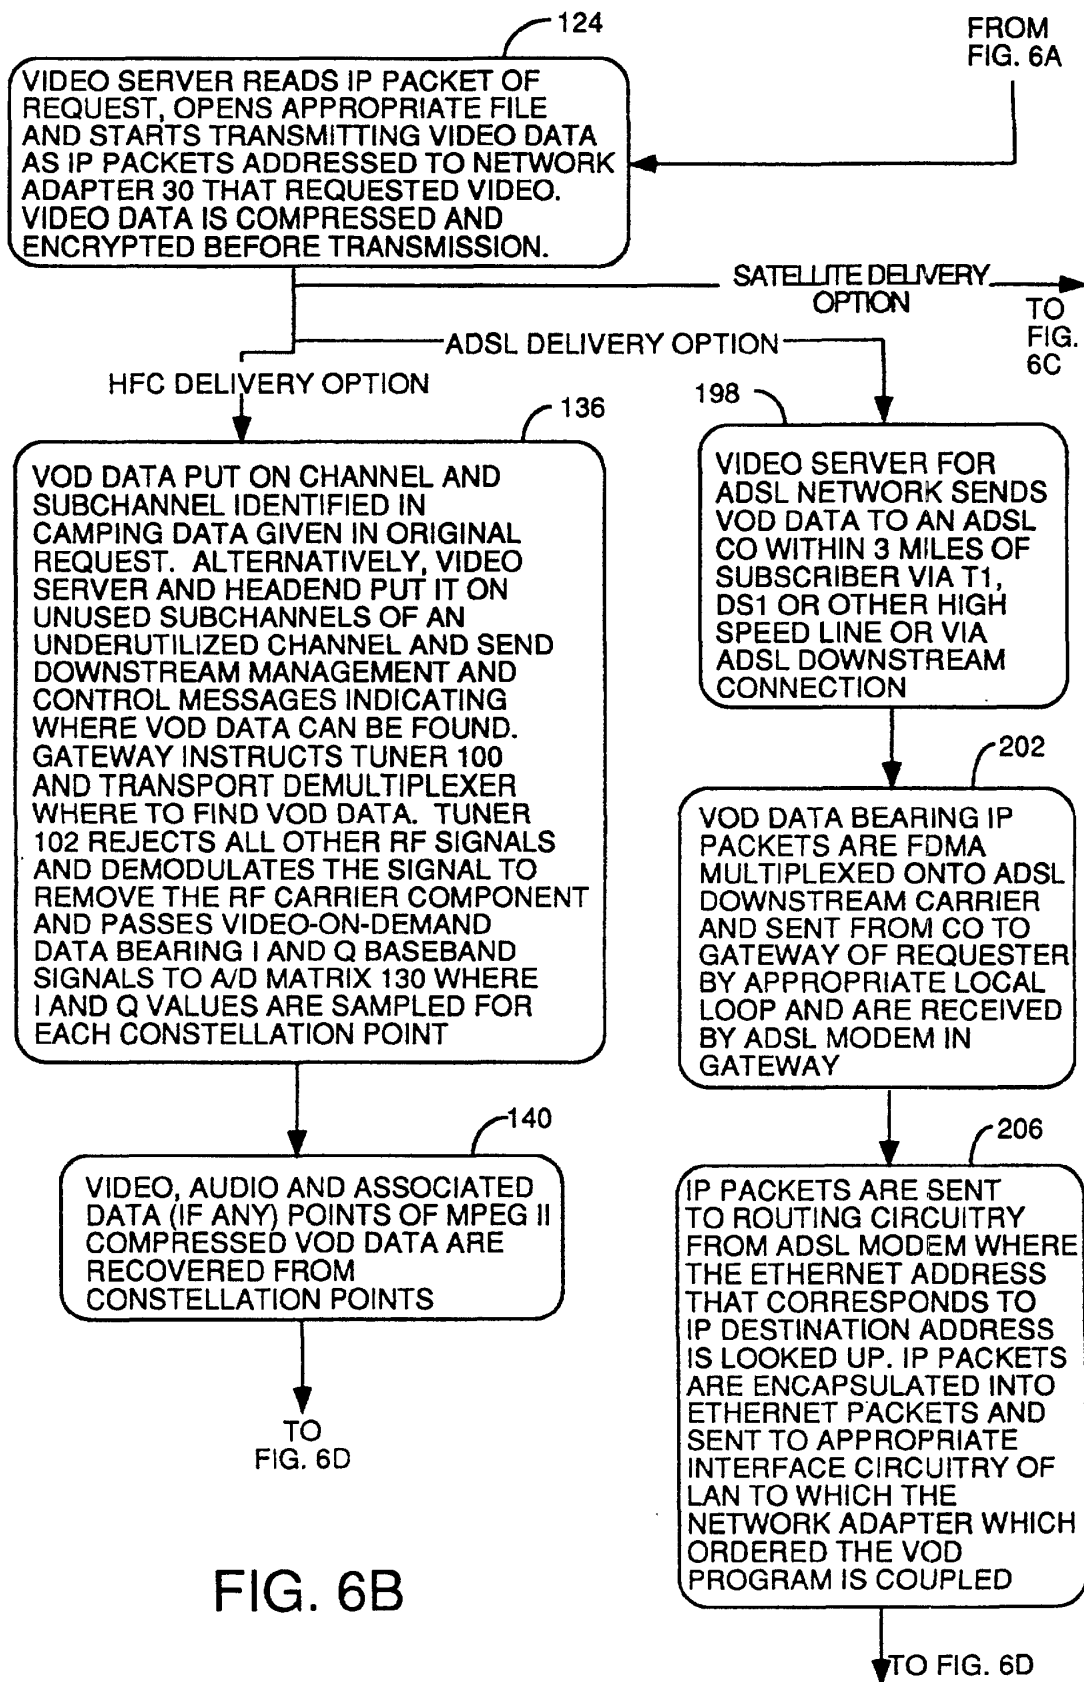 124
FROM
FIG. 6A
VIDEO SERVER READS IP PACKET OF
REQUEST, OPENS APPROPRIATE FILE
AND STARTS TRANSMITTING VIDEO DATA
AS IP PACKETS ADDRESSED TO NETWORK
ADAPTER 30 THAT REQUESTED VIDEO.
VIDEO DATA IS COMPRESSED AND
ENCRYPTED BEFORE TRANSMISSION.
SATELLITE DELIVERY
OPTION
TO
FIG.
6C
ADSL DELIVERY OPTION
HFC DELIVERY OPTION
136
VOD DATA PUT ON CHANNEL AND
SUBCHANNEL IDENTIFIED IN
CAMPING DATA GIVEN IN ORIGINAL
REQUEST. ALTERNATIVELY, VIDEO
SERVER AND HEADEND PUT IT ON
UNUSED SUBCHANNELS OF AN
UNDERUTILIZED CHANNEL AND SEND
DOWNSTREAM MANAGEMENT AND
CONTROL MESSAGES INDICATING
WHERE VOD DATA CAN BE FOUND.
GATEWAY INSTRUCTS TUNER 100
AND TRANSPORT DEMULTIPLEXER
WHERE TO FIND VOD DATA. TUNER
102 REJECTS ALL OTHER RF SIGNALS
AND DEMODULATES THE SIGNAL TO
REMOVE THE RF CARRIER COMPONENT
AND PASSES VIDEO-ON-DEMAND
DATA BEARING I AND Q BASEBAND
SIGNALS TO A/D MATRIX 130 WHERE
I AND Q VALUES ARE SAMPLED FOR
EACH CONSTELLATION POINT
140
VIDEO, AUDIO AND ASSOCIATED
DATA (IF ANY) POINTS OF MPEG II
COMPRESSED VOD DATA ARE
RECOVERED FROM
CONSTELLATION POINTS
TO
FIG. 6D
198
VIDEO SERVER FOR
ADSL NETWORK SENDS
VOD DATA TO AN ADSL
CO WITHIN 3 MILES OF
SUBSCRIBER VIA T1,
DS1 OR OTHER HIGH
SPEED LINE OR VIA
ADSL DOWNSTREAM
CONNECTION
202
VOD DATA BEARING IP
PACKETS ARE FDMA
MULTIPLEXED ONTO ADSL
DOWNSTREAM CARRIER
AND SENT FROM CO TO
GATEWAY OF REQUESTER
BY APPROPRIATE LOCAL
LOOP AND ARE RECEIVED
BY ADSL MODEM IN
GATEWAY
206
IP PACKETS ARE SENT
TO ROUTING CIRCUITRY
FROM ADSL MODEM WHERE
THE ETHERNET ADDRESS
THAT CORRESPONDS TO
IP DESTINATION ADDRESS
IS LOOKED UP. IP PACKETS
ARE ENCAPSULATED INTO
ETHERNET PACKETS AND
SENT TO APPROPRIATE
INTERFACE CIRCUITRY OF
LAN TO WHICH THE
NETWORK ADAPTER WHICH
ORDERED THE VOD
PROGRAM IS COUPLED
TO FIG. 6D
FIG. 6B